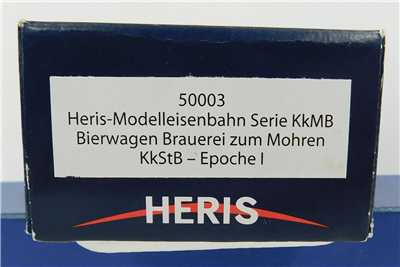 50003
Heris-Modelleisenbahn Serie KkMB
Bierwagen Brauerei zum Mohren
KkStB – Epoche I
HERIS